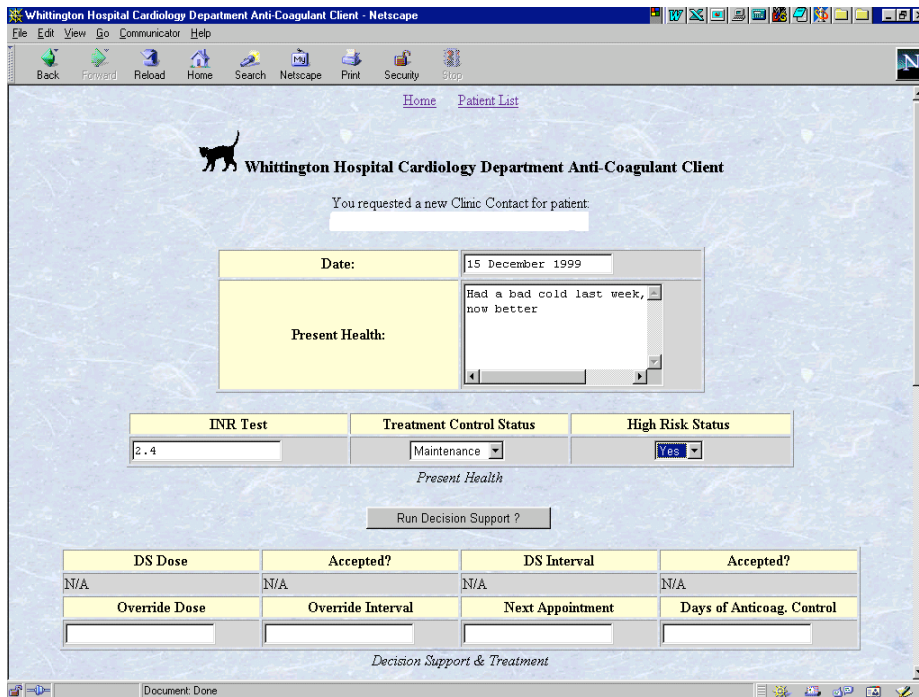 Whittington Hospital Cardiology Department Anti-Coagulant Client - Netscape
File Edit View Go Communicator Help
Back Forward Reload Home Search Netscape Print Security Stop
Home Patient List
Whittington Hospital Cardiology Department Anti-Coagulant Client
You requested a new Clinic Contact for patient:
Date: 15 December 1999
Present Health: Had a bad cold last week,
now better
INR Test Treatment Control Status High Risk Status
2.4 Maintenance Yes
Present Health
Run Decision Support ?
DS Dose Accepted? DS Interval Accepted?
N/A N/A N/A N/A
Override Dose Override Interval Next Appointment Days of Anticoag. Control
Decision Support & Treatment
Document: Done